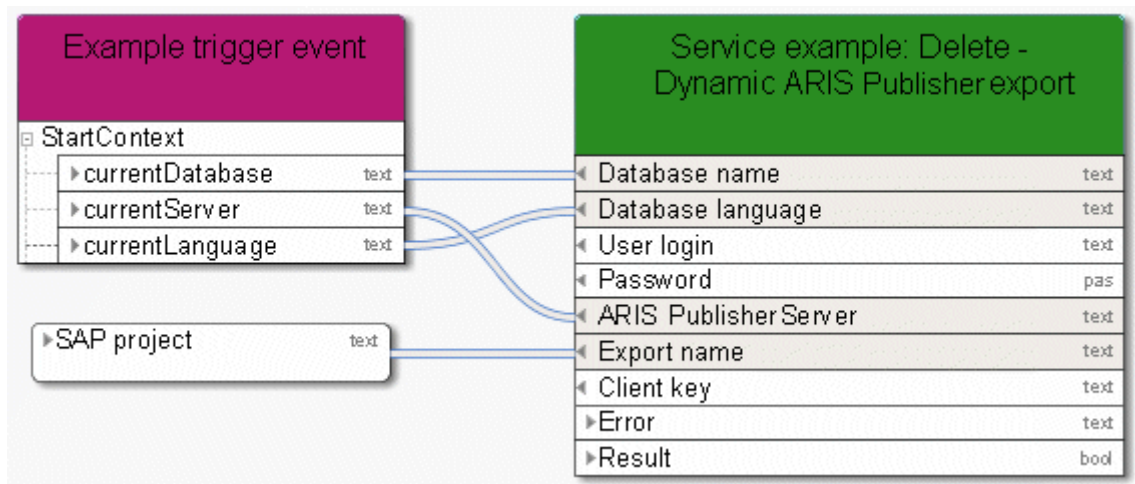 Example trigger event
StartContext
currentDatabase text
currentServer text
currentLanguage text
SAP project text
Service example: Delete -
Dynamic ARIS Publisher export
Database name text
Database language text
User login text
Password pas
ARIS PublisherServer text
Export name text
Client key text
Error text
Result bool